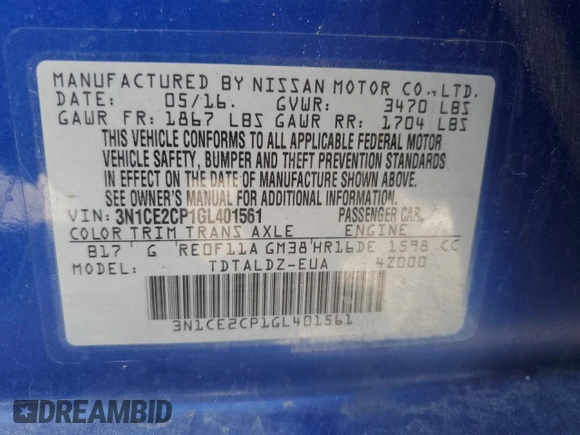 MANUFACTURED BY NISSAN MOTOR CO.,LTD.
DATE: 05/16. GVWR: 3470 LBS
GAWR FR: 1867 LBS GAWR RR: 1704 LBS
THIS VEHICLE CONFORMS TO ALL APPLICABLE FEDERAL MOTOR
VEHICLE SAFETY, BUMPER AND THEFT PREVENTION STANDARDS
IN EFFECT ON THE DATE OF MANUFACTURE SHOWN ABOVE.
SEE OWNER'S MANUAL FOR ADDITIONAL INFORMATION.
VIN: 3N1CE2CP1GL401561 PASSENGER CAR
COLOR TRIM TRANS AXLE ENGINE
B17 G RE0F11A GM38 HR16DE 1598 CC
MODEL: TDTALDZ-EUA 4Z000
3N1CE2CP1GL401561
DREAMBID